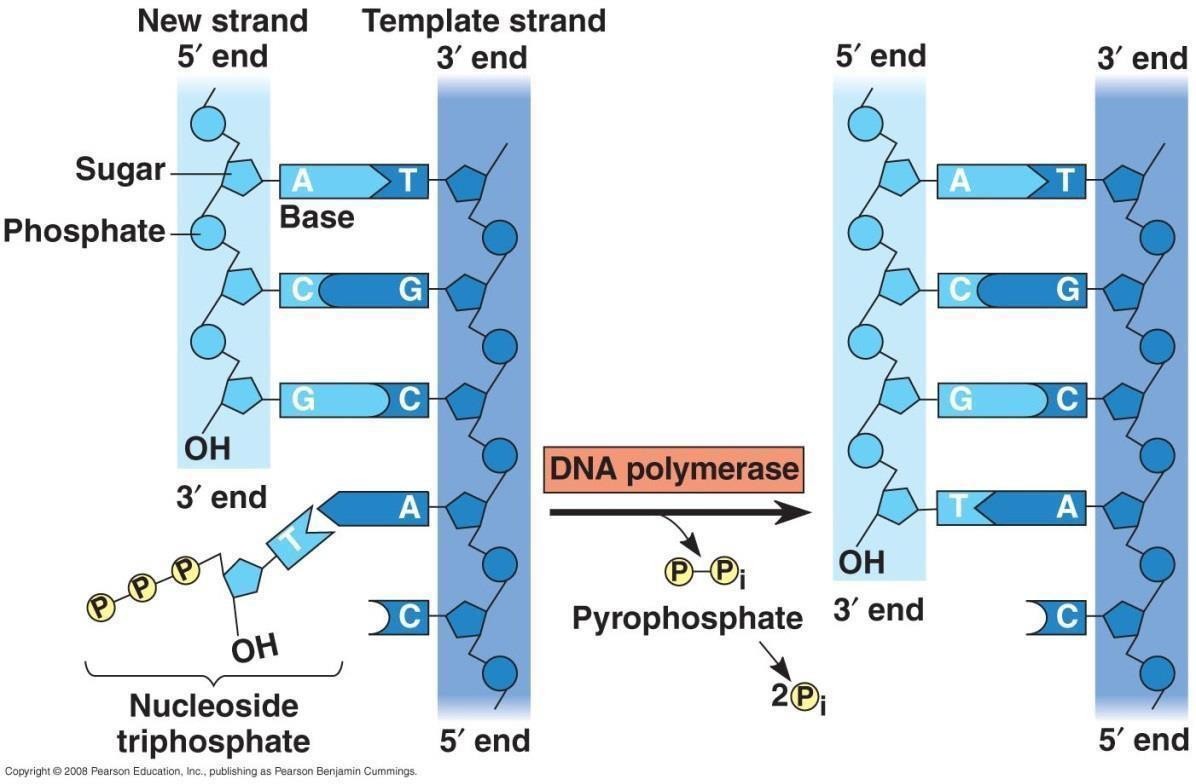 New strand
5′ end
Template strand
3′ end
5′ end
3′ end
Sugar
A
T
A
T
Base
Phosphate
C
G
C
G
G
C
G
C
OH
3′ end
DNA polymerase
A
T
T
A
P
P
P
OH
P
P i
OH
3′ end
Pyrophosphate
C
C
2 P i
Nucleoside
triphosphate
5′ end
5′ end
Copyright © 2008 Pearson Education, Inc., publishing as Pearson Benjamin Cummings.